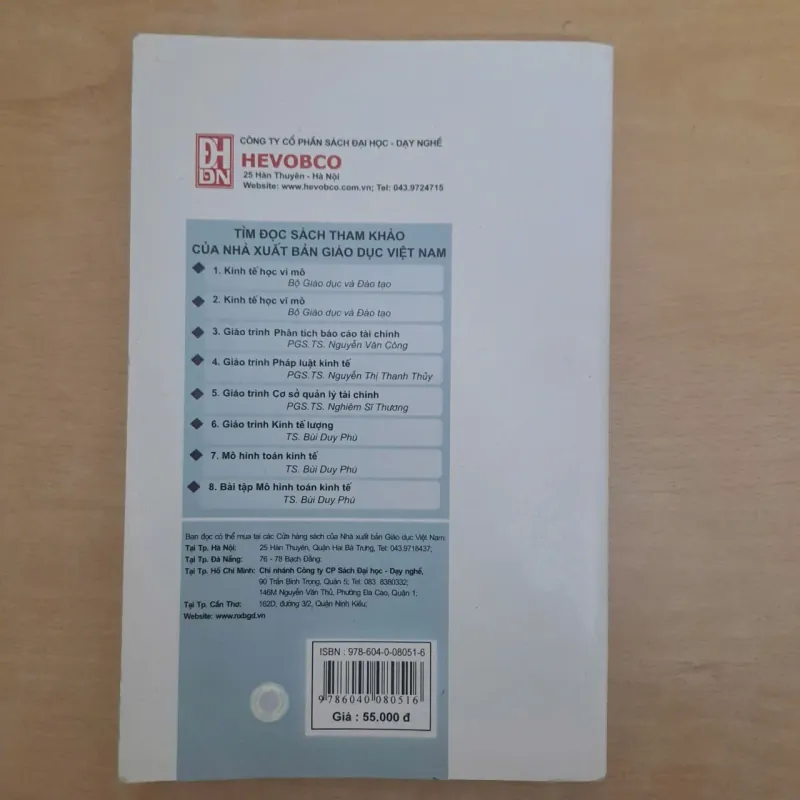 ĐH
DN
CÔNG TY CỔ PHẦN SÁCH ĐẠI HỌC - DẠY NGHỀ
HEVOBCO
25 Hàn Thuyên - Hà Nội
Website: www.hevobco.com.vn; Tel: 043.9724715
TÌM ĐỌC SÁCH THAM KHẢO
CỦA NHÀ XUẤT BẢN GIÁO DỤC VIỆT NAM
1. Kinh tế học vi mô
Bộ Giáo dục và Đào tạo
2. Kinh tế học vĩ mô
Bộ Giáo dục và Đào tạo
3. Giáo trình Phân tích báo cáo tài chính
PGS.TS. Nguyễn Văn Công
4. Giáo trình Pháp luật kinh tế
PGS.TS. Nguyễn Thị Thanh Thủy
5. Giáo trình Cơ sở quản lý tài chính
PGS.TS. Nghiêm Sĩ Thương
6. Giáo trình Kinh tế lượng
TS. Bùi Duy Phú
7. Mô hình toán kinh tế
TS. Bùi Duy Phú
8. Bài tập Mô hình toán kinh tế
TS. Bùi Duy Phú
Bạn đọc có thể mua tại các Cửa hàng sách của Nhà xuất bản Giáo dục Việt Nam:
Tại Tp. Hà Nội: 25 Hàn Thuyên, Quận Hai Bà Trưng, Tel: 043.9718437;
Tại Tp. Đà Nẵng: 76 - 78 Bạch Đằng;
Tại Tp. Hồ Chí Minh: Chi nhánh Công ty CP Sách Đại học - Dạy nghề,
90 Trần Bình Trọng, Quận 5; Tel: 083 8380332;
146M Nguyễn Văn Thủ, Phường Đa Cao, Quận 1;
Tại Tp. Cần Thơ: 162D, đường 3/2, Quận Ninh Kiều;
Website: www.nxbgd.vn
ISBN : 978-604-0-08051-6
9 786040 080516
Giá : 55.000 đ